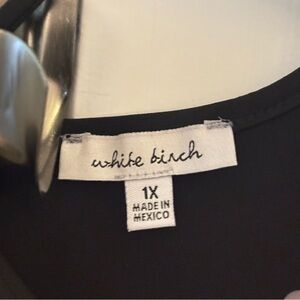 white birch
1X
MADE IN
MEXICO